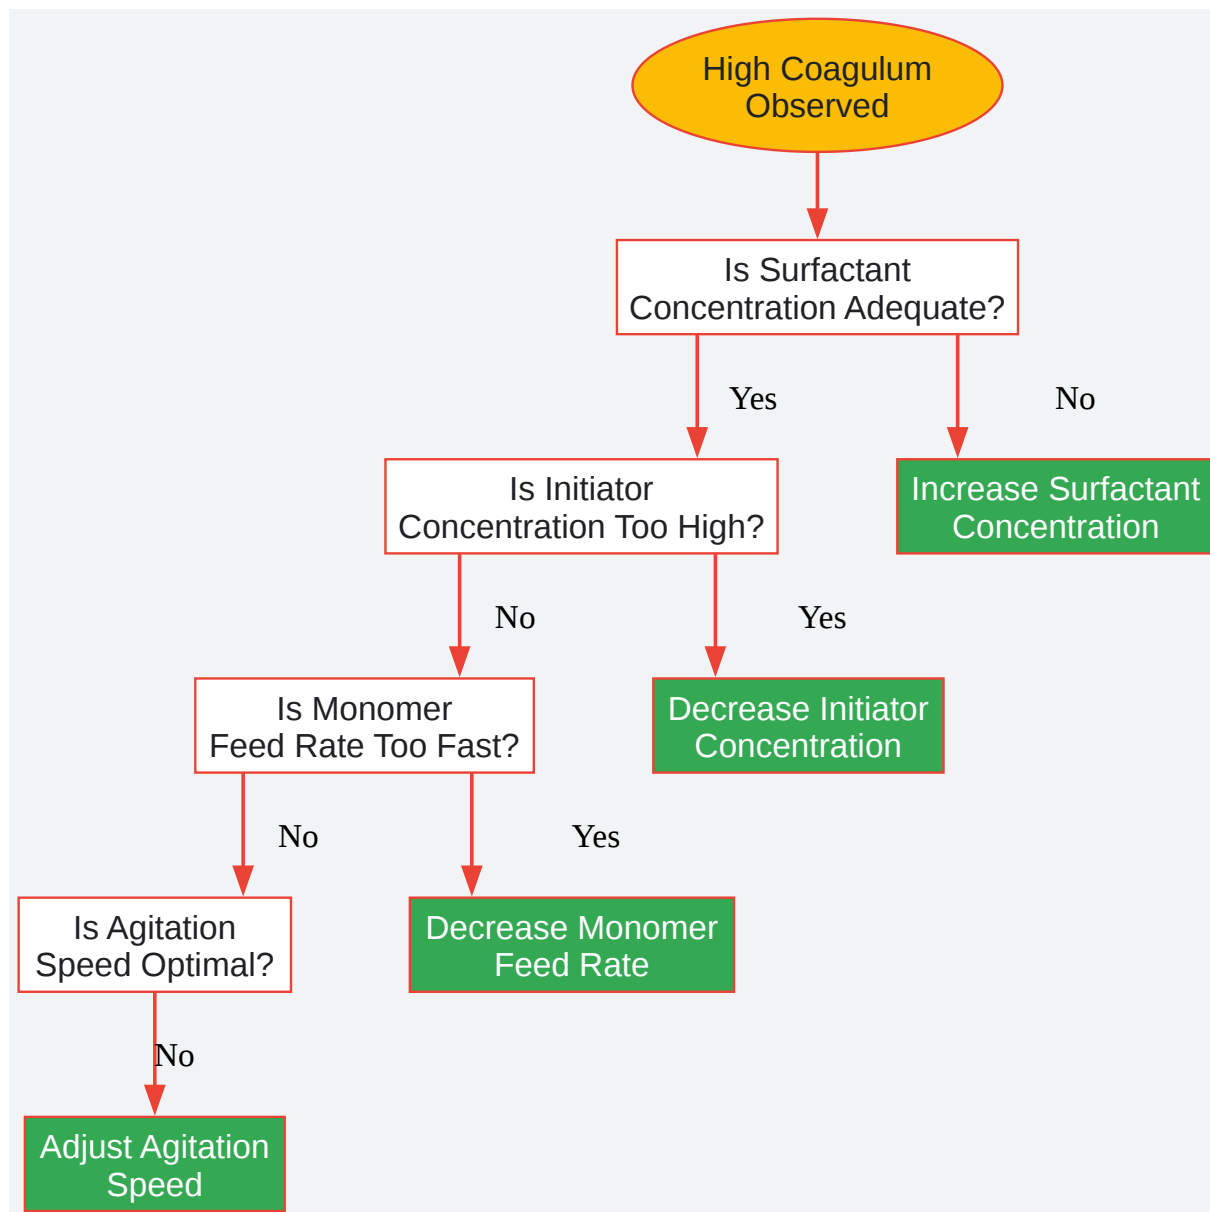 High Coagulum
Observed
Is Surfactant
Concentration Adequate?
Yes
No
Is Initiator
Concentration Too High?
Increase Surfactant
Concentration
No
Yes
Is Monomer
Feed Rate Too Fast?
Decrease Initiator
Concentration
No
Yes
Is Agitation
Speed Optimal?
Decrease Monomer
Feed Rate
No
Adjust Agitation
Speed